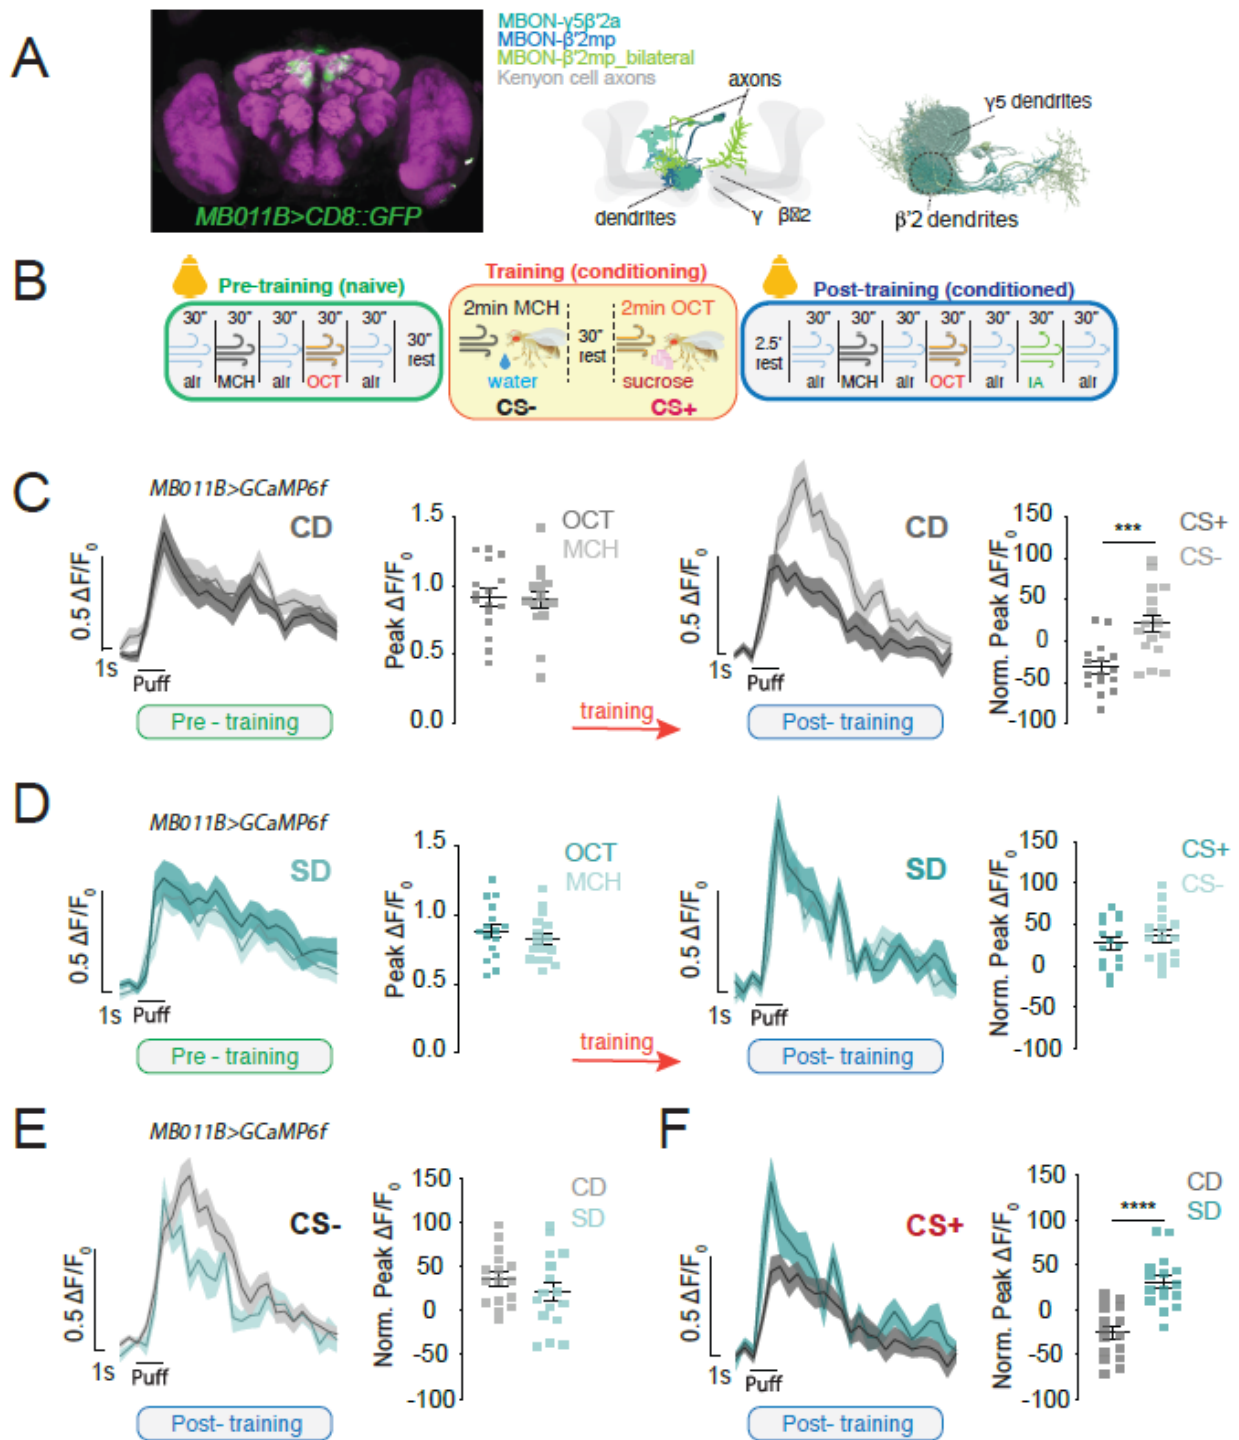 A
MBON-γ5β'2a
MBON-β'2mp
MBON-β'2mp_bilateral
Kenyon cell axons
axons
γ5 dendrites
dendrites
γ
β⍰2
β'2 dendrites
MB011B>CD8::GFP
B
Pre-training (naive)
30" 30" 30" 30" 30"
30"
rest
air MCH air OCT air
Training (conditioning)
2min MCH
30"
rest
2min OCT
water
sucrose
CS-
CS+
Post-training (conditioned)
30" 30" 30" 30" 30" 30" 30"
2.5'
rest
air MCH air OCT air IA air
C
MB011B>GCaMP6f
CD
0.5 ΔF/F0
1s
Puff
Pre - training
Peak ΔF/F0
1.5
1.0
0.5
0.0
OCT
MCH
training
CD
0.5 ΔF/F0
1s
Puff
Post- training
Norm. Peak ΔF/F0
150
100
50
0
-50
-100
***
CS+
CS-
D
MB011B>GCaMP6f
SD
0.5 ΔF/F0
1s
Puff
Pre - training
Peak ΔF/F0
1.5
1.0
0.5
0.0
OCT
MCH
training
SD
0.5 ΔF/F0
1s
Puff
Post- training
Norm. Peak ΔF/F0
150
100
50
0
-50
-100
CS+
CS-
E
MB011B>GCaMP6f
CS-
0.5 ΔF/F0
1s
Puff
Post- training
Norm. Peak ΔF/F0
150
100
50
0
-50
-100
CD
SD
F
CS+
0.5 ΔF/F0
1s
Puff
Post- training
Norm. Peak ΔF/F0
150
100
50
0
-50
-100
****
CD
SD